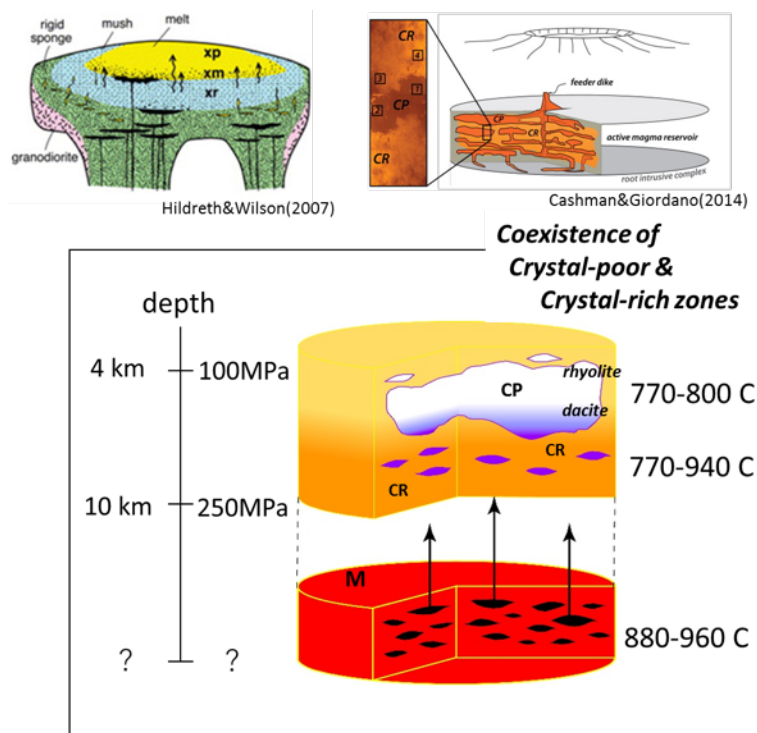 rigid
sponge
mush
melt
xp
xm
xr
granodiorite
Hildreth&Wilson(2007)
CR
4
3
1
CP
2
CR
feeder dike
CP
CR
active magma reservoir
root intrusive complex
Cashman&Giordano(2014)
Coexistence of
Crystal-poor &
Crystal-rich zones
depth
4 km
100MPa
rhyolite
CP
770-800 C
dacite
CR
770-940 C
CR
10 km
250MPa
M
880-960 C
? ?